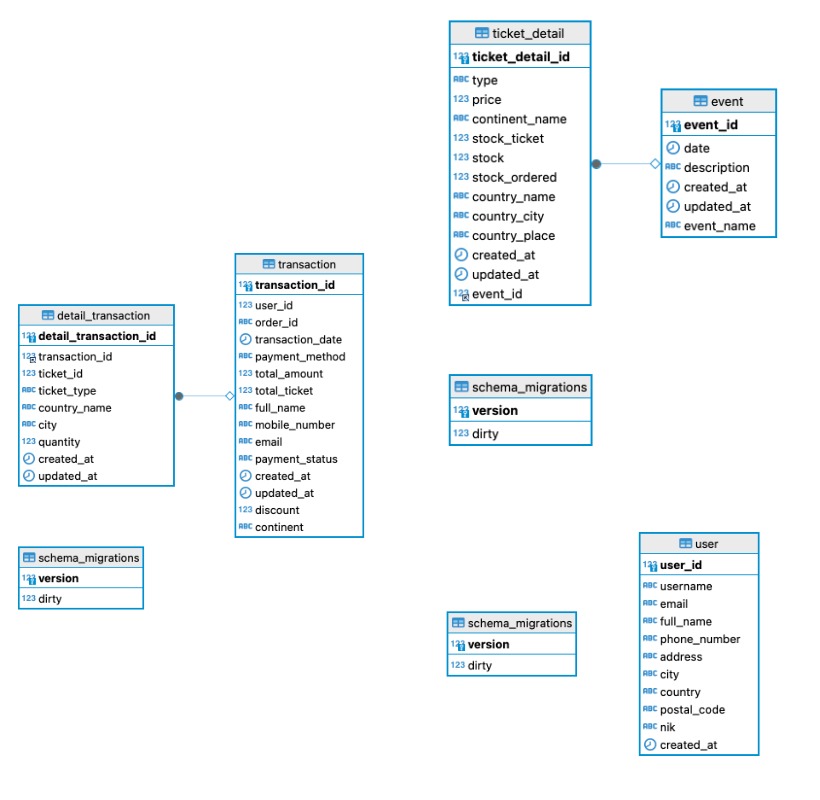 ticket_detail
123 ticket_detail_id
ABC type
123 price
ABC continent_name
123 stock_ticket
123 stock
123 stock_ordered
ABC country_name
ABC country_city
ABC country_place
created_at
updated_at
123 event_id
event
123 event_id
date
ABC description
created_at
updated_at
ABC event_name
transaction
123 transaction_id
123 user_id
ABC order_id
transaction_date
ABC payment_method
123 total_amount
123 total_ticket
ABC full_name
ABC mobile_number
ABC email
ABC payment_status
created_at
updated_at
123 discount
ABC continent
detail_transaction
123 detail_transaction_id
123 transaction_id
123 ticket_id
ABC ticket_type
ABC country_name
ABC city
123 quantity
created_at
updated_at
schema_migrations
123 version
123 dirty
schema_migrations
123 version
123 dirty
schema_migrations
123 version
123 dirty
user
123 user_id
ABC username
ABC email
ABC full_name
ABC phone_number
ABC address
ABC city
ABC country
ABC postal_code
ABC nik
created_at